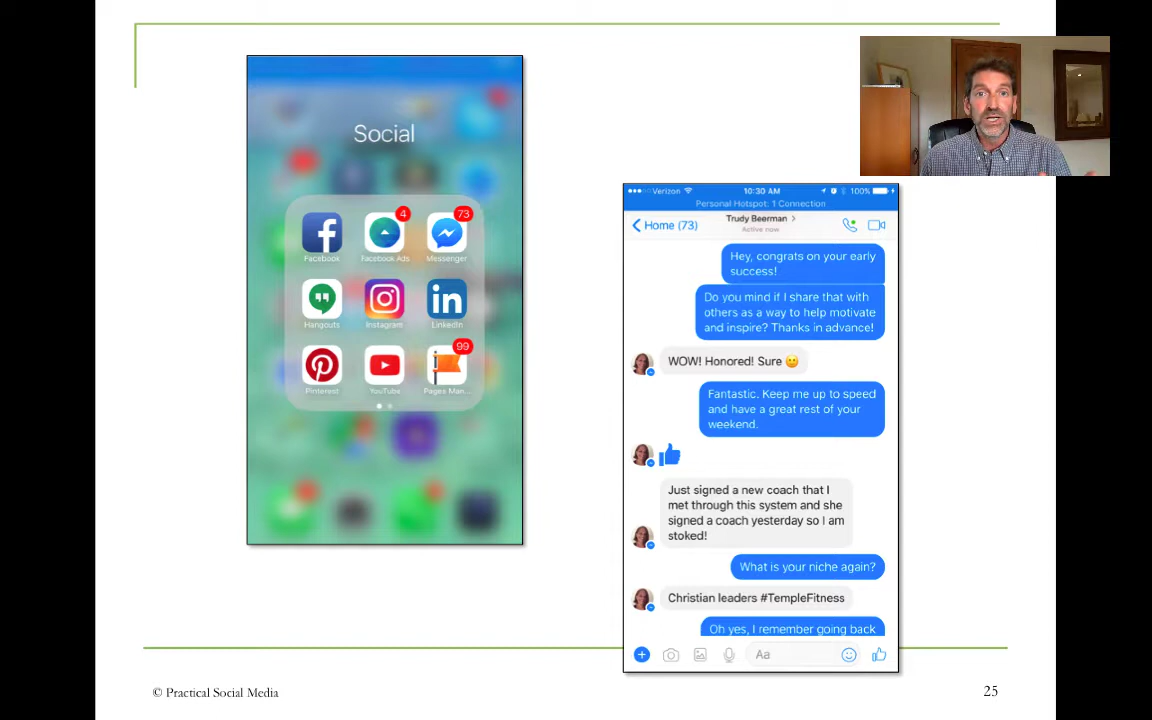 Social
4
73
Facebook
Facebook Ads
Messenger
Hangouts
Instagram
LinkedIn
99
Pinterest
YouTube
Pages Man...
Verizon
10:30 AM
100%
Personal Hotspot: 1 Connection
Home (73)
Trudy Beerman
Active now
Hey, congrats on your early
success!
Do you mind if I share that with
others as a way to help motivate
and inspire? Thanks in advance!
WOW! Honored! Sure 🙂
Fantastic. Keep me up to speed
and have a great rest of your
weekend.
Just signed a new coach that I
met through this system and she
signed a coach yesterday so I am
stoked!
What is your niche again?
Christian leaders #TempleFitness
Oh yes, I remember going back
Aa
© Practical Social Media
25